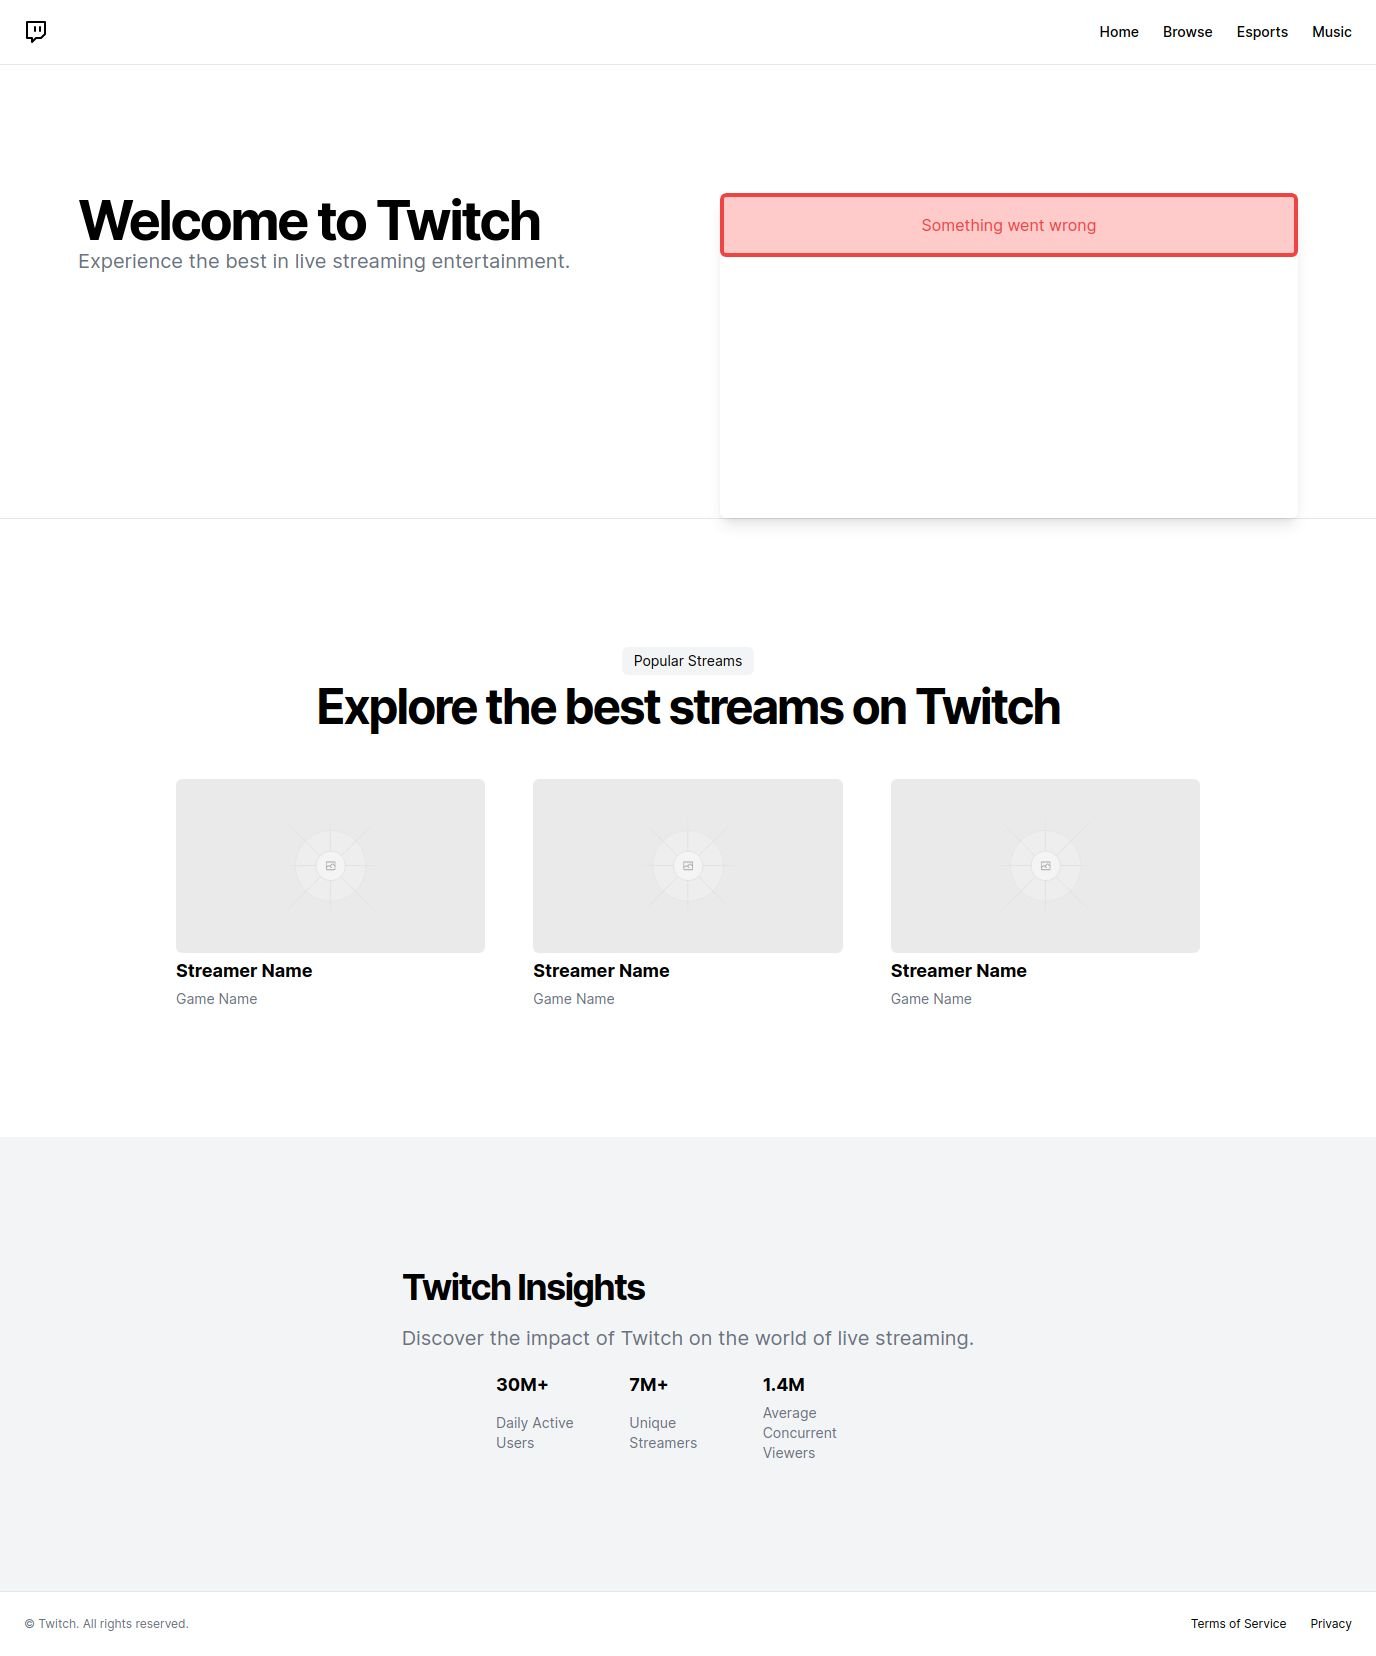 Home Browse Esports Music
Welcome to Twitch
Experience the best in live streaming entertainment.
Something went wrong
Popular Streams
Explore the best streams on Twitch
Streamer Name
Game Name
Streamer Name
Game Name
Streamer Name
Game Name
Twitch Insights
Discover the impact of Twitch on the world of live streaming.
30M+
Daily Active
Users
7M+
Unique
Streamers
1.4M
Average
Concurrent
Viewers
© Twitch. All rights reserved.
Terms of Service Privacy